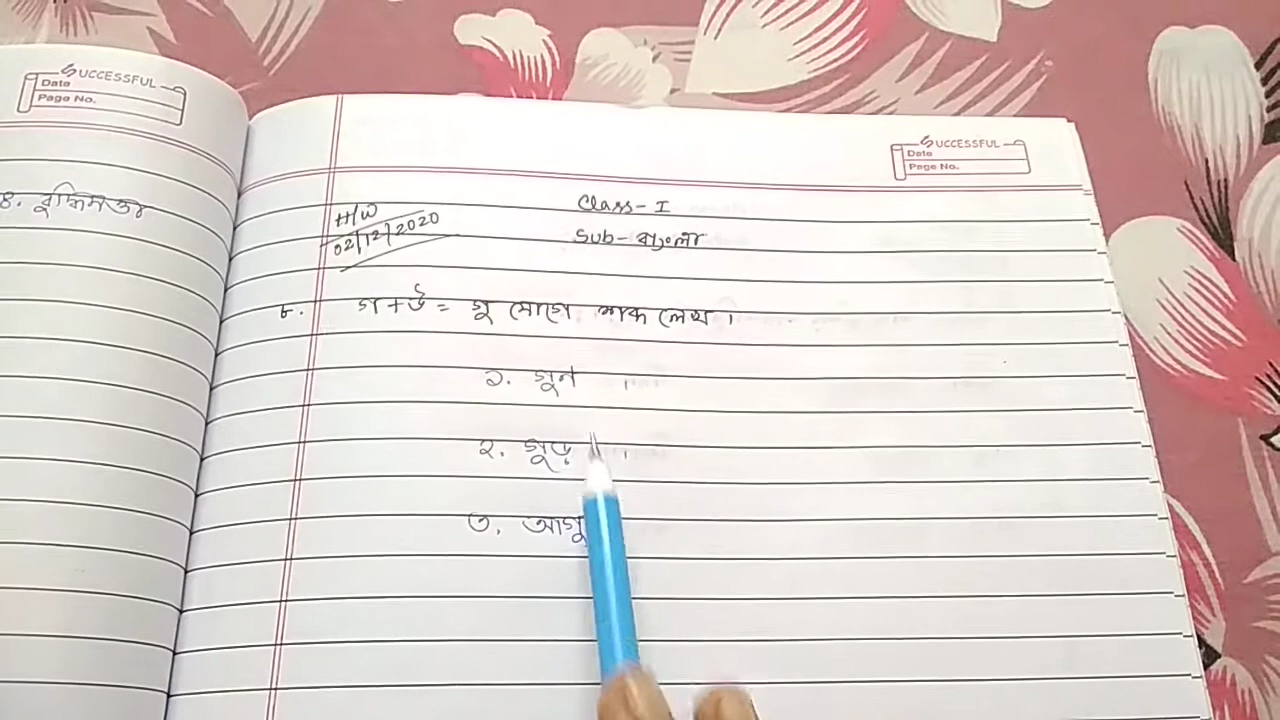 SUCCESSFUL
Date
Page No.
৪. বুদ্ধিমত্তা
SUCCESSFUL
Date
Page No.
H/W
02/12/2020
Class- I
Sub- বাংলা
৮. গ+উ = গু যোগে শব্দ লেখ ।
১. গুন ।
২. গুড় ।
৩. আগু